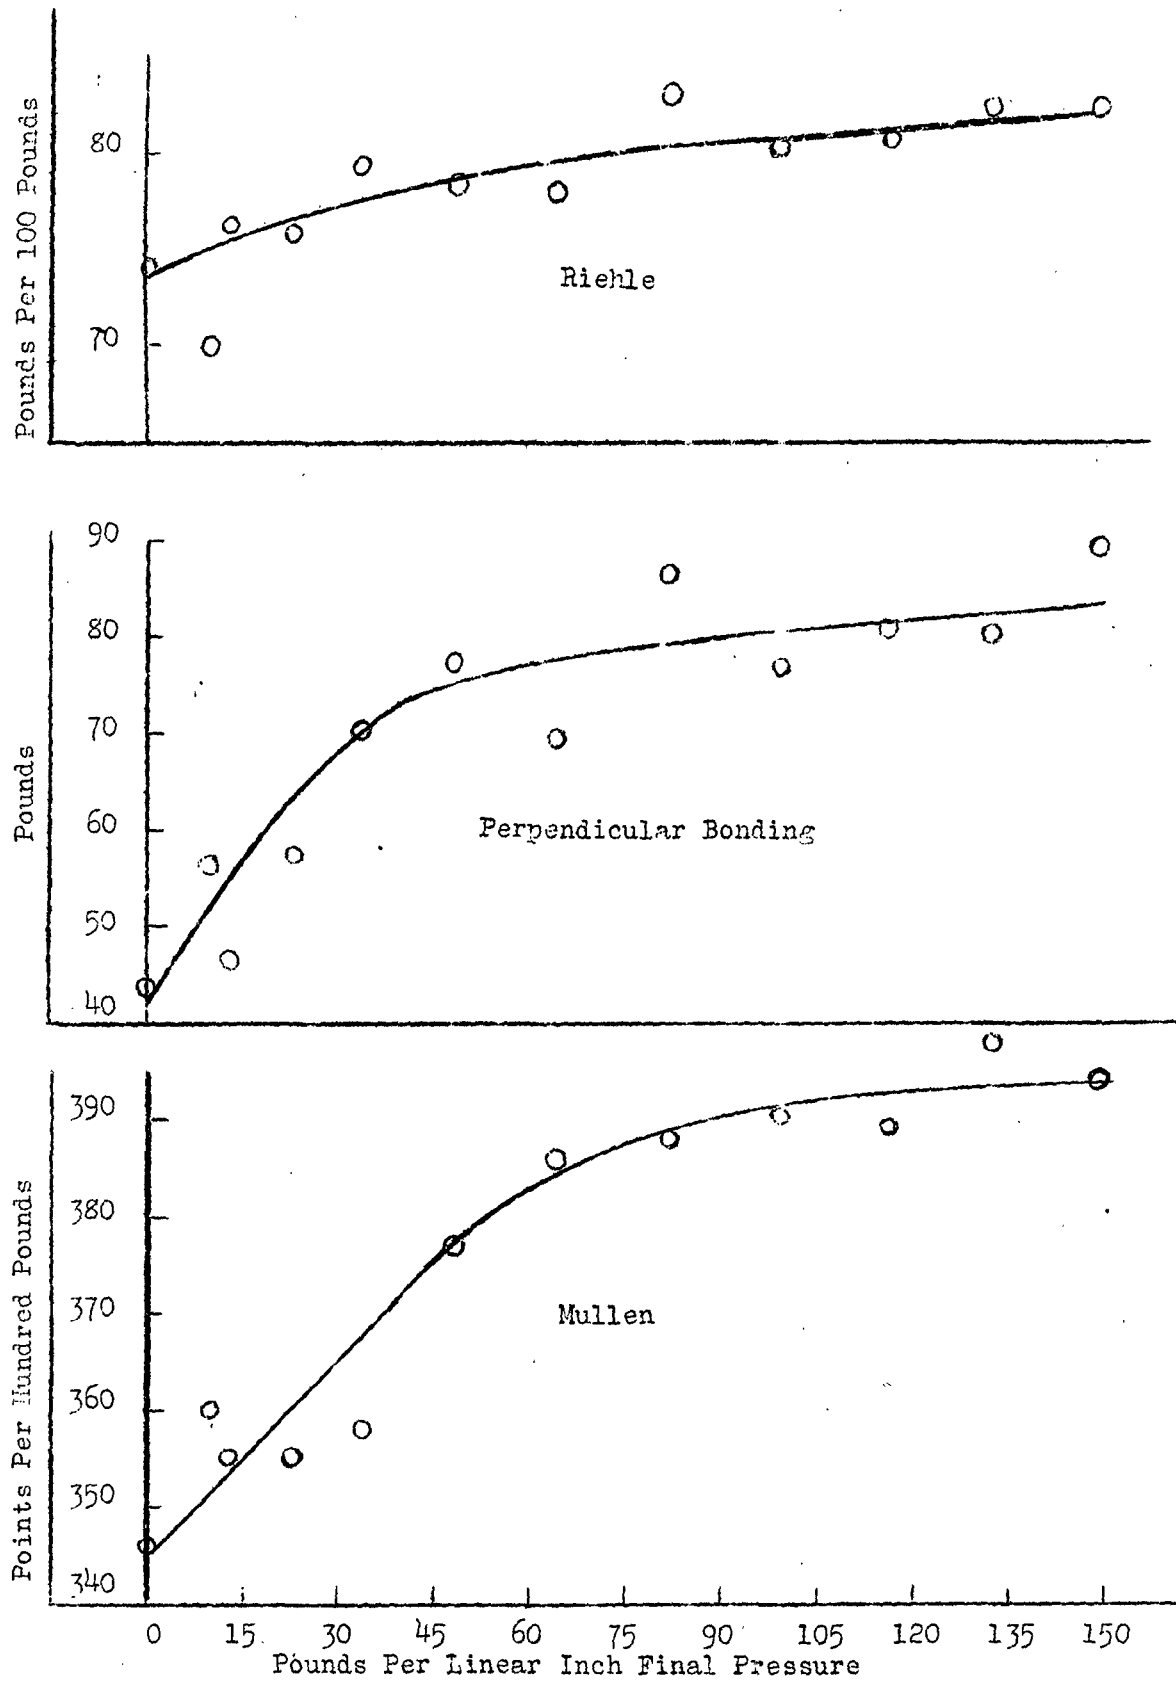 Pounds Per 100 Pounds
80
70
Riehle
Pounds
90
80
70
60
50
40
Perpendicular Bonding
Points Per Hundred Pounds
390
380
370
360
350
340
Mullen
0 15 30 45 60 75 90 105 120 135 150
Pounds Per Linear Inch Final Pressure